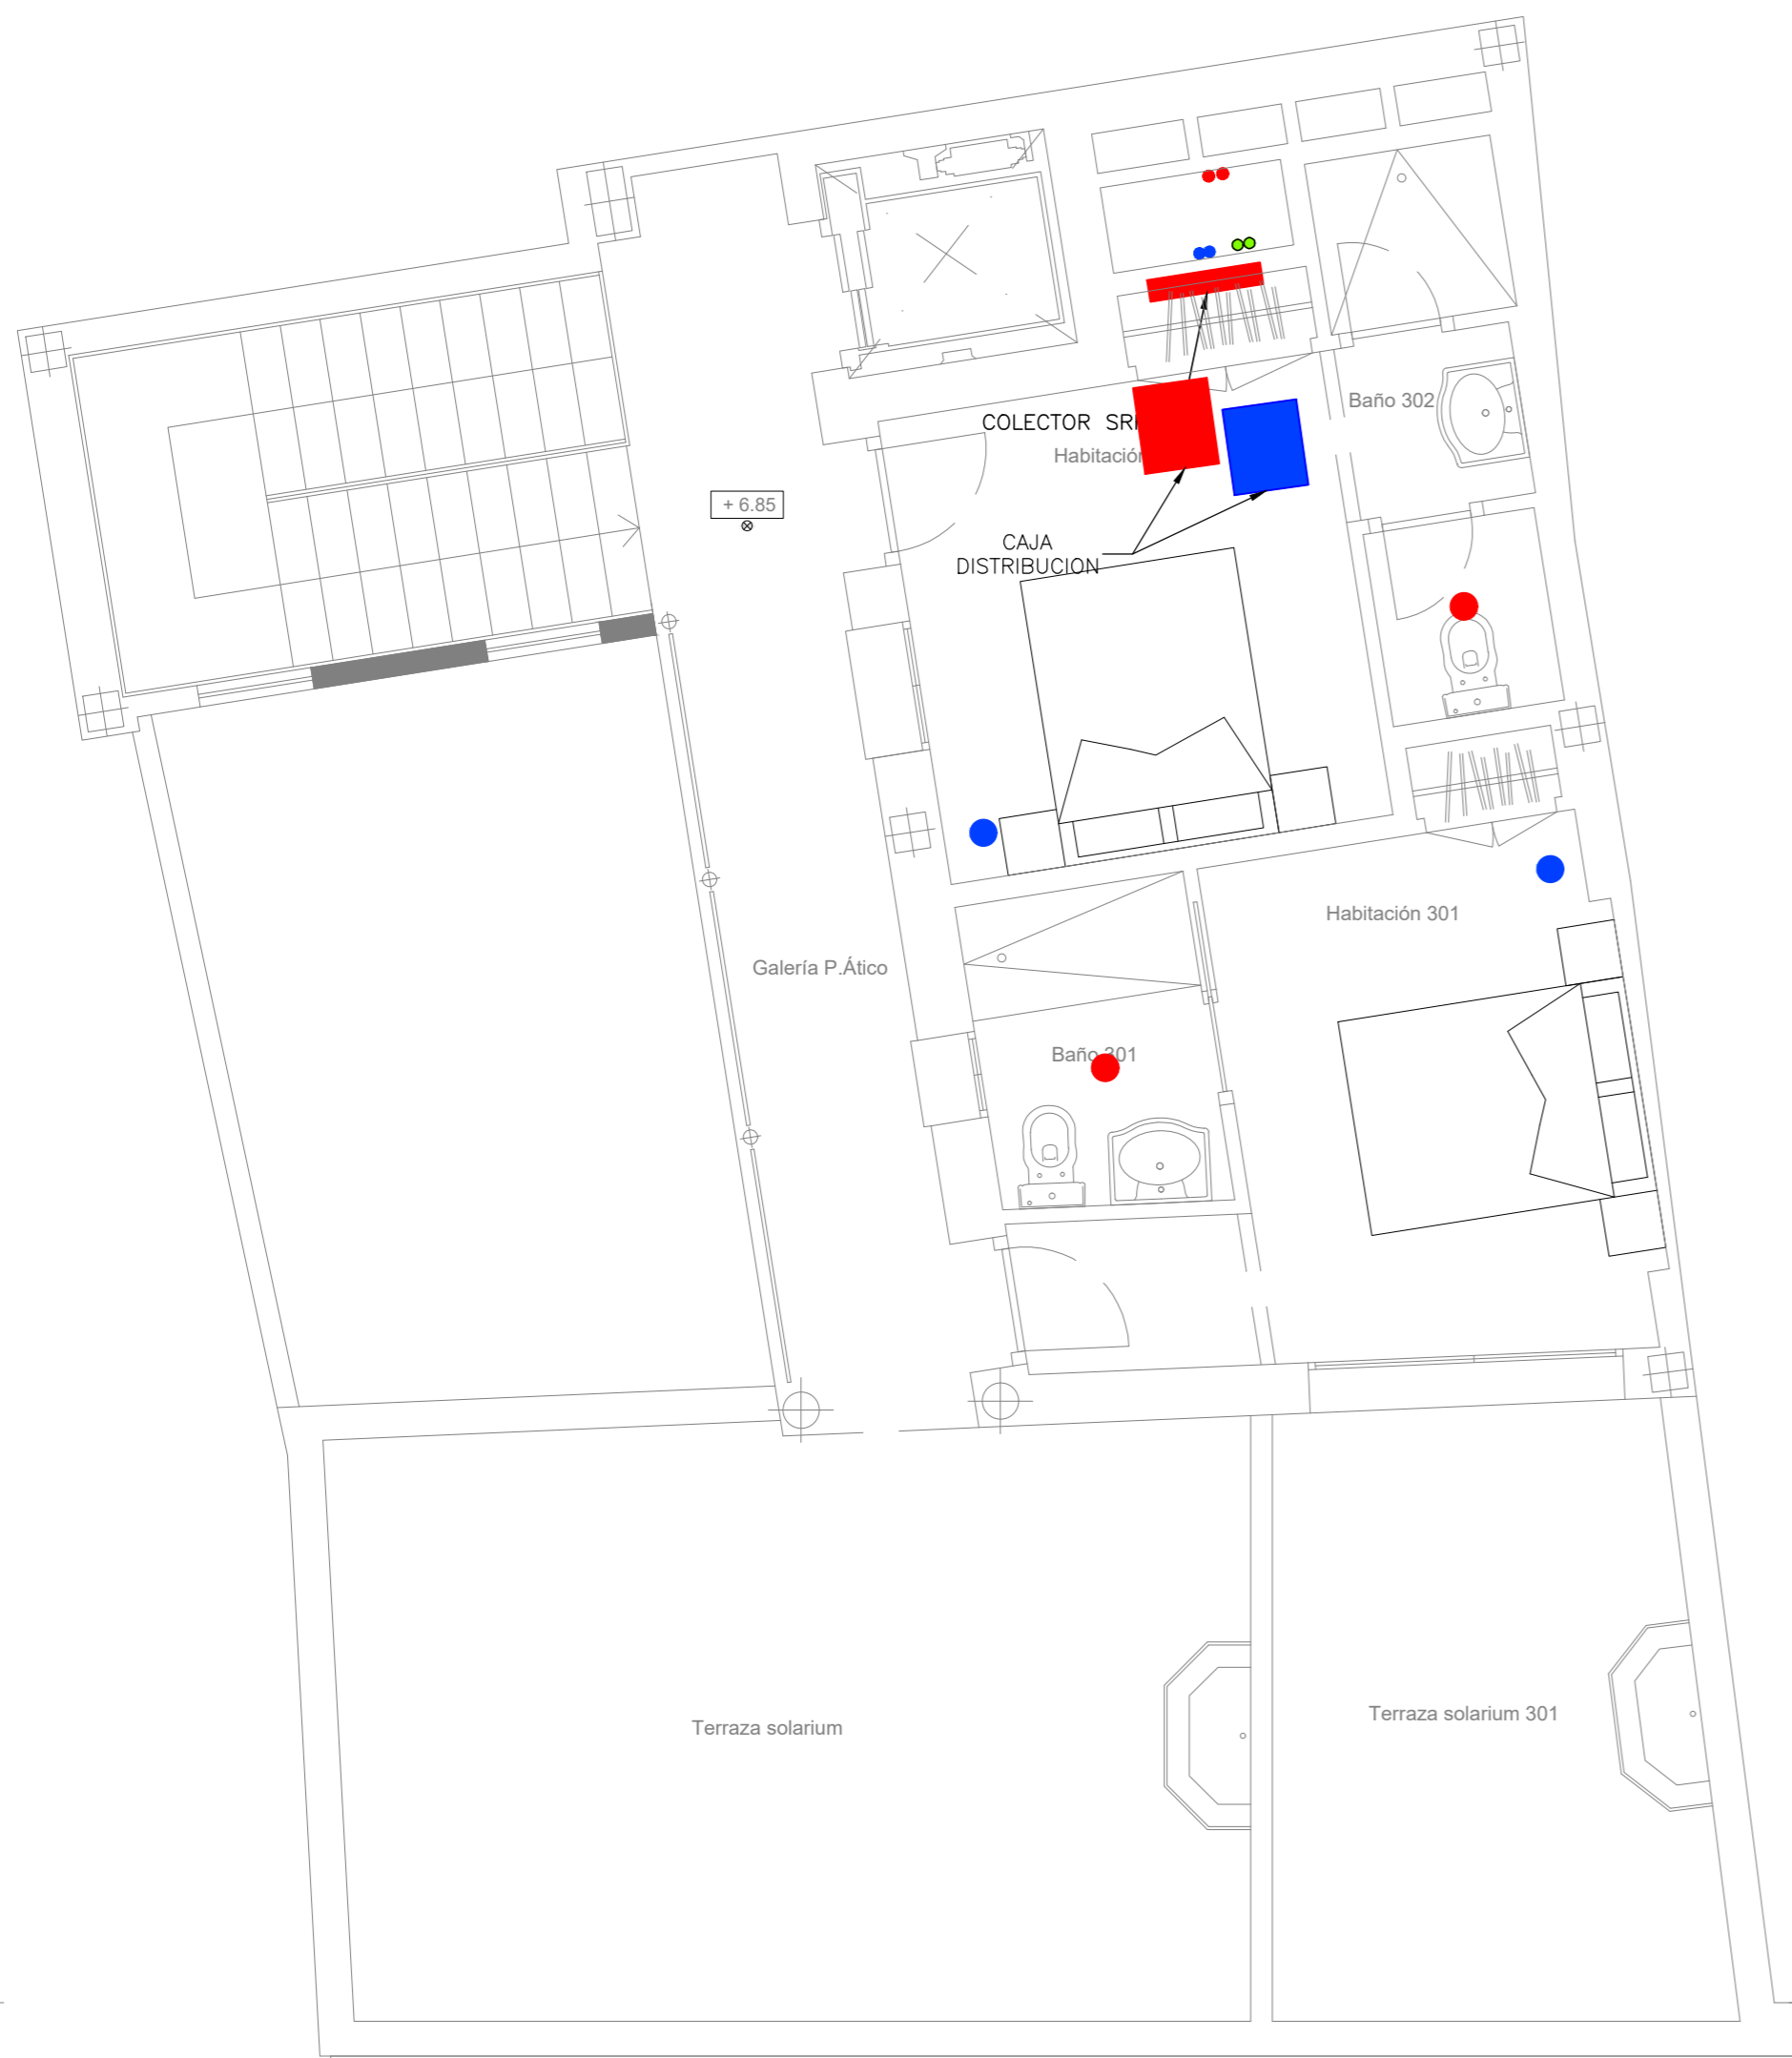 Baño 302
COLECTOR
Habitación
+ 6.85
CAJA
DISTRIBUCION
Habitación 301
Galería P.Ático
Baño 301
Terraza solarium 301
Terraza solarium